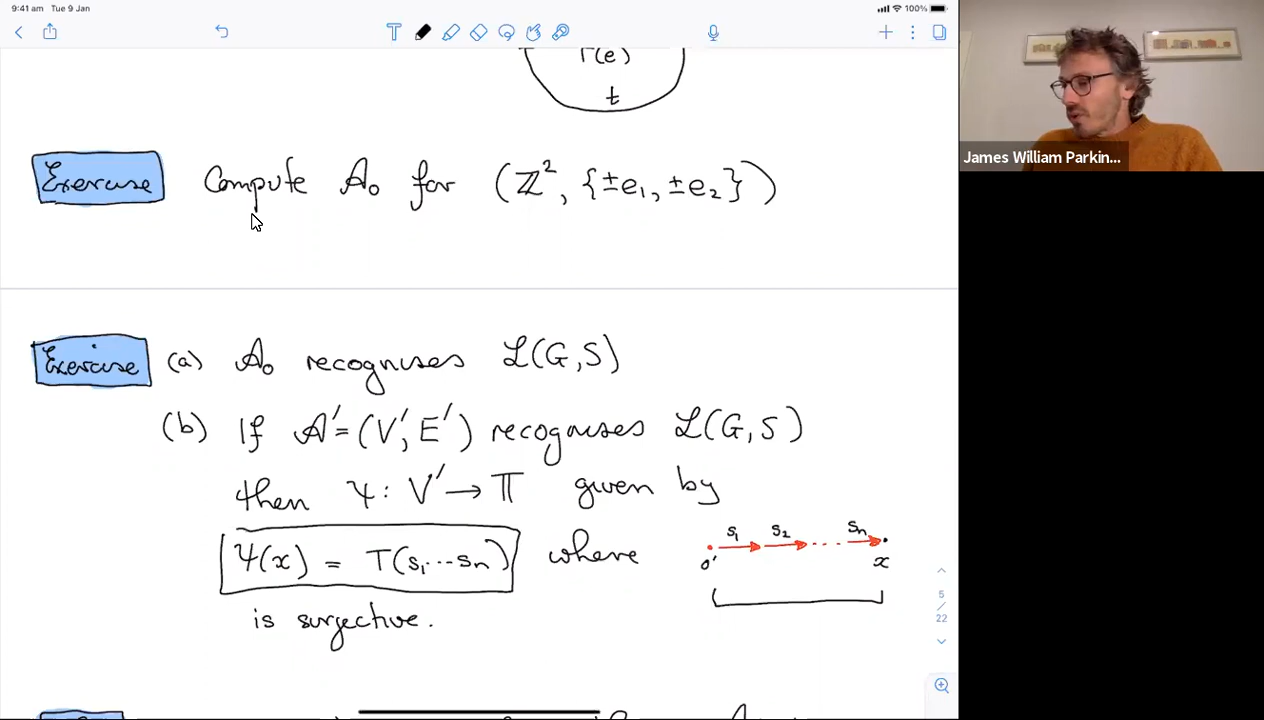 9:41 am Tue 9 Jan
100%
T(e)
t
Exercise Compute 𝒜₀ for (ℤ², {±e₁, ±e₂})
Exercise (a) 𝒜₀ recognises ℒ(G,S)
(b) If 𝒜′=(V′,E′) recognises ℒ(G,S)
then Ψ: V′ → 𝕋 given by
Ψ(x) = T(s₁⋯sₙ) where
s₁ s₂ ... sₙ
o′ x
is surjective.
5
/
22
James William Parkin...